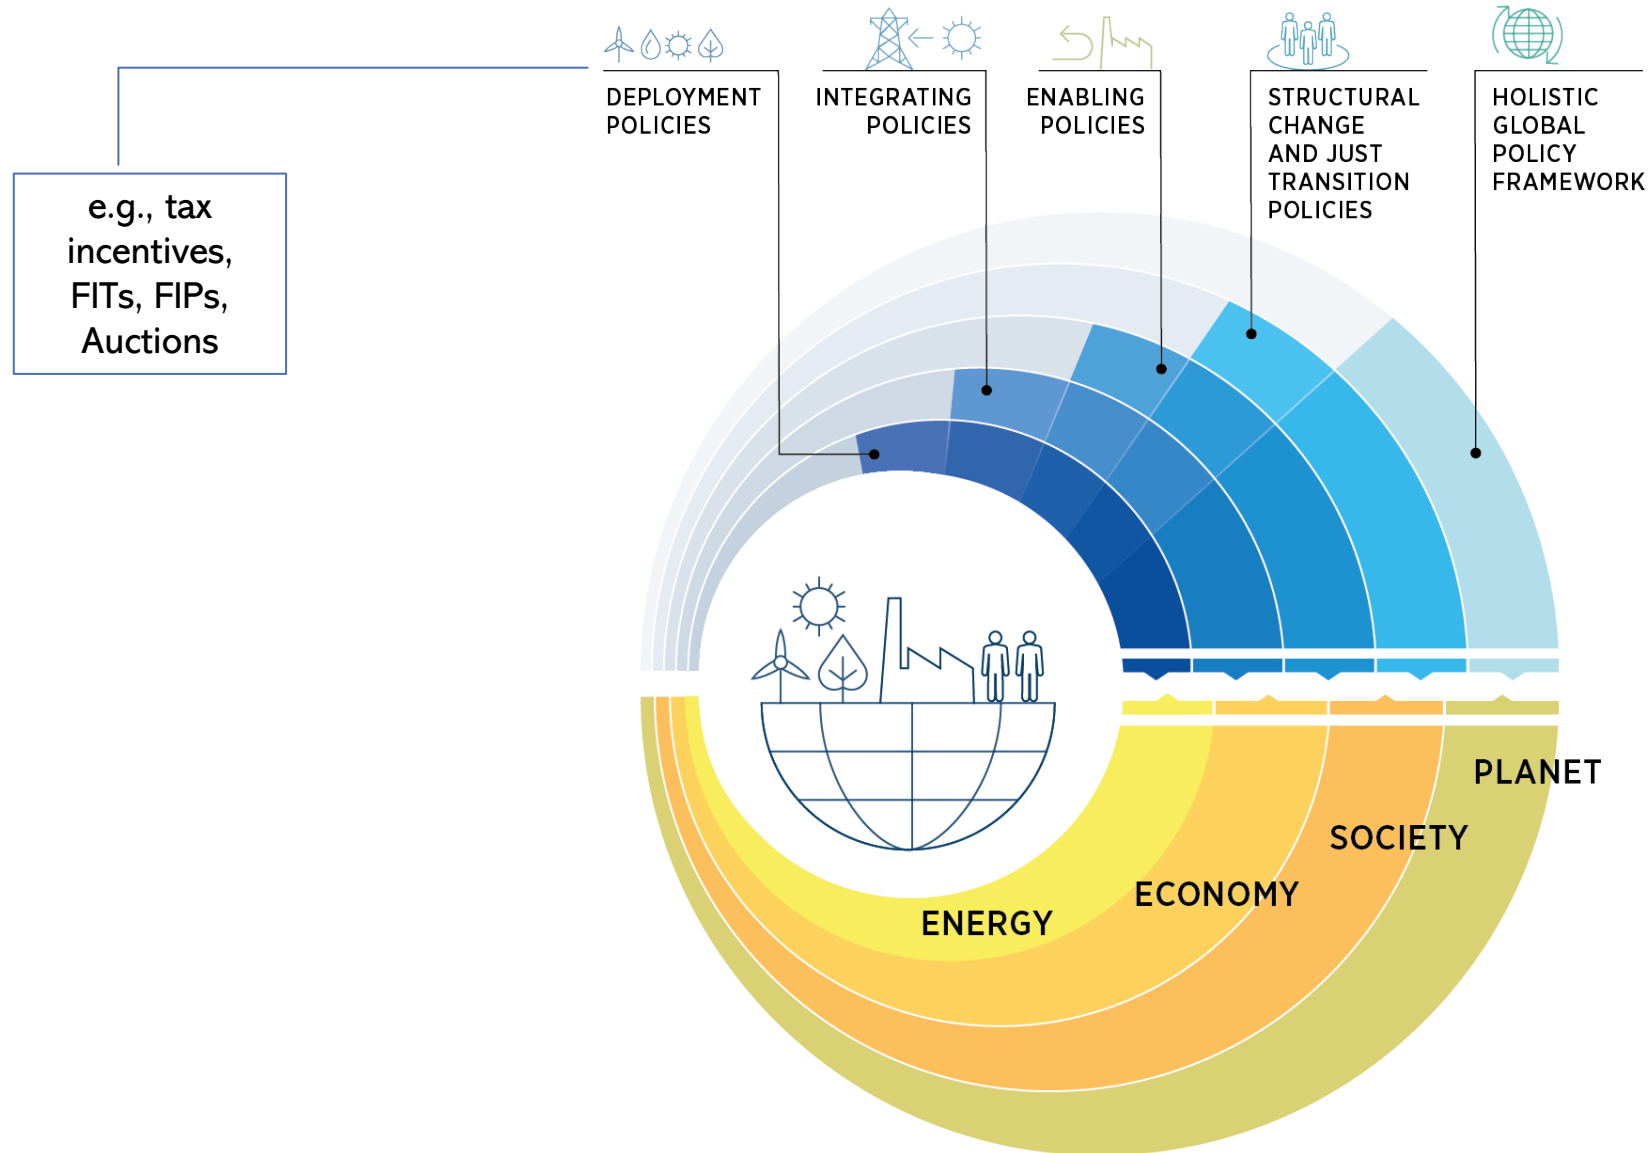 DEPLOYMENT
POLICIES
INTEGRATING
POLICIES
ENABLING
POLICIES
STRUCTURAL
CHANGE
AND JUST
TRANSITION
POLICIES
HOLISTIC
GLOBAL
POLICY
FRAMEWORK
e.g., tax
incentives,
FITs, FIPs,
Auctions
PLANET
SOCIETY
ECONOMY
ENERGY